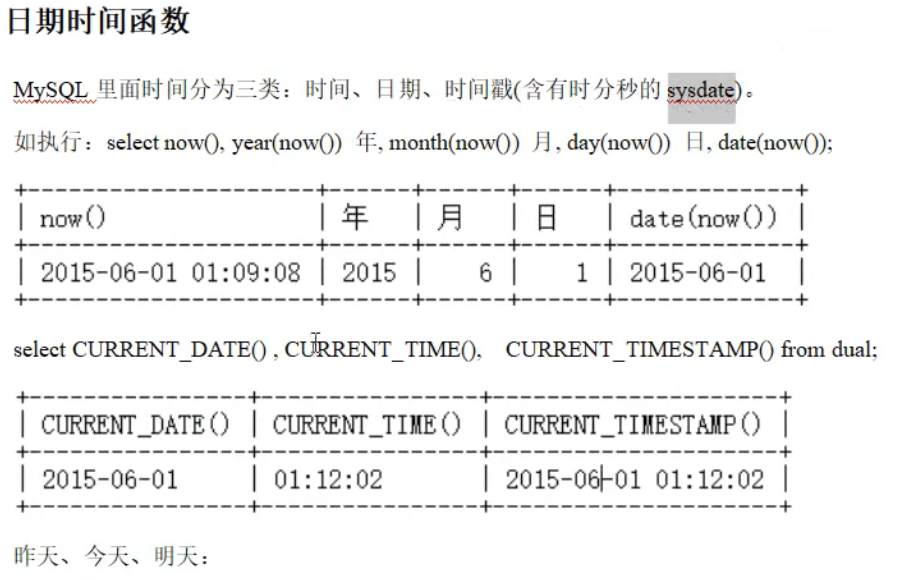 日期时间函数
MySQL 里面时间分为三类：时间、日期、时间戳(含有时分秒的 sysdate)。
如执行：select now(), year(now()) 年, month(now()) 月, day(now()) 日, date(now());
+----------------------+------+------+------+-------------+
| now() | 年 | 月 | 日 | date(now()) |
+----------------------+------+------+------+-------------+
| 2015-06-01 01:09:08 | 2015 | 6 | 1 | 2015-06-01 |
+----------------------+------+------+------+-------------+
select CURRENT_DATE() , CURRENT_TIME(), CURRENT_TIMESTAMP() from dual;
+----------------+----------------+---------------------+
| CURRENT_DATE() | CURRENT_TIME() | CURRENT_TIMESTAMP() |
+----------------+----------------+---------------------+
| 2015-06-01 | 01:12:02 | 2015-06-01 01:12:02 |
+----------------+----------------+---------------------+
昨天、今天、明天：